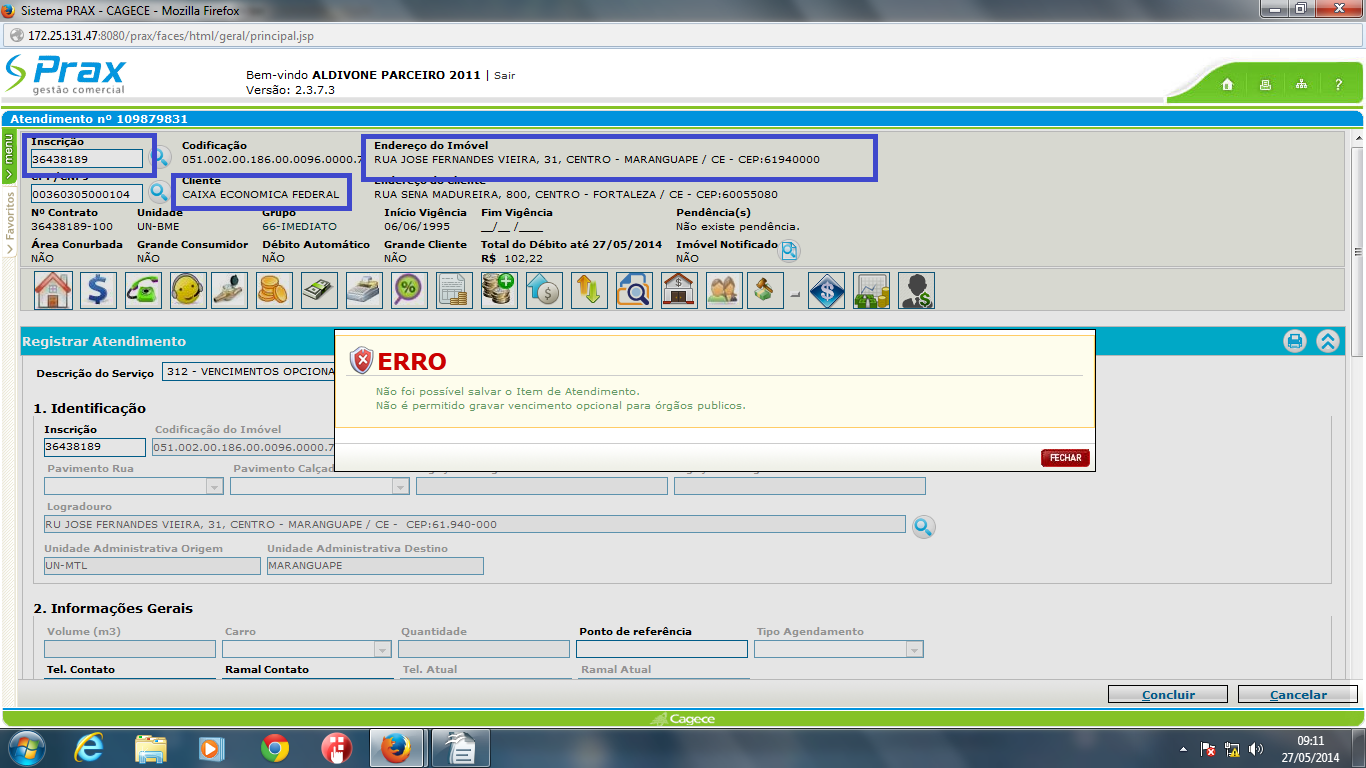 Sistema PRAX - CAGECE - Mozilla Firefox
172.25.131.47:8080/prax/faces/html/geral/principal.jsp
Prax
gestão comercial
Bem-vindo ALDIVONE PARCEIRO 2011 | Sair
Versão: 2.3.7.3
?
Atendimento nº 109879831
menu
Favoritos
Inscrição Codificação Endereço do Imóvel
36438189 051.002.00.186.00.0096.0000.7 RUA JOSE FERNANDES VIEIRA, 31, CENTRO - MARANGUAPE / CE - CEP:61940000
CPF/CNPJ Cliente Endereço do Cliente
00360305000104 CAIXA ECONOMICA FEDERAL RUA SENA MADUREIRA, 800, CENTRO - FORTALEZA / CE - CEP:60055080
Nº Contrato Unidade Grupo Início Vigência Fim Vigência Pendência(s)
36438189-100 UN-BME 66-IMEDIATO 06/06/1995 __/__ /____ Não existe pendência.
Área Conurbada Grande Consumidor Débito Automático Grande Cliente Total do Débito até 27/05/2014 Imóvel Notificado
NÃO NÃO NÃO NÃO R$ 102,22 NÃO
Registrar Atendimento
Descrição do Serviço 312 - VENCIMENTOS OPCIONA
ERRO
Não foi possível salvar o Item de Atendimento.
Não é permitido gravar vencimento opcional para órgãos publicos.
FECHAR
1. Identificação
Inscrição Codificação do Imóvel
36438189 051.002.00.186.00.0096.0000.7
Pavimento Rua Pavimento Calçad
Logradouro
RU JOSE FERNANDES VIEIRA, 31, CENTRO - MARANGUAPE / CE - CEP:61.940-000
Unidade Administrativa Origem Unidade Administrativa Destino
UN-MTL MARANGUAPE
2. Informações Gerais
Volume (m3) Carro Quantidade Ponto de referência Tipo Agendamento
Tel. Contato Ramal Contato Tel. Atual Ramal Atual
Concluir Cancelar
Cagece
09:11
27/05/2014